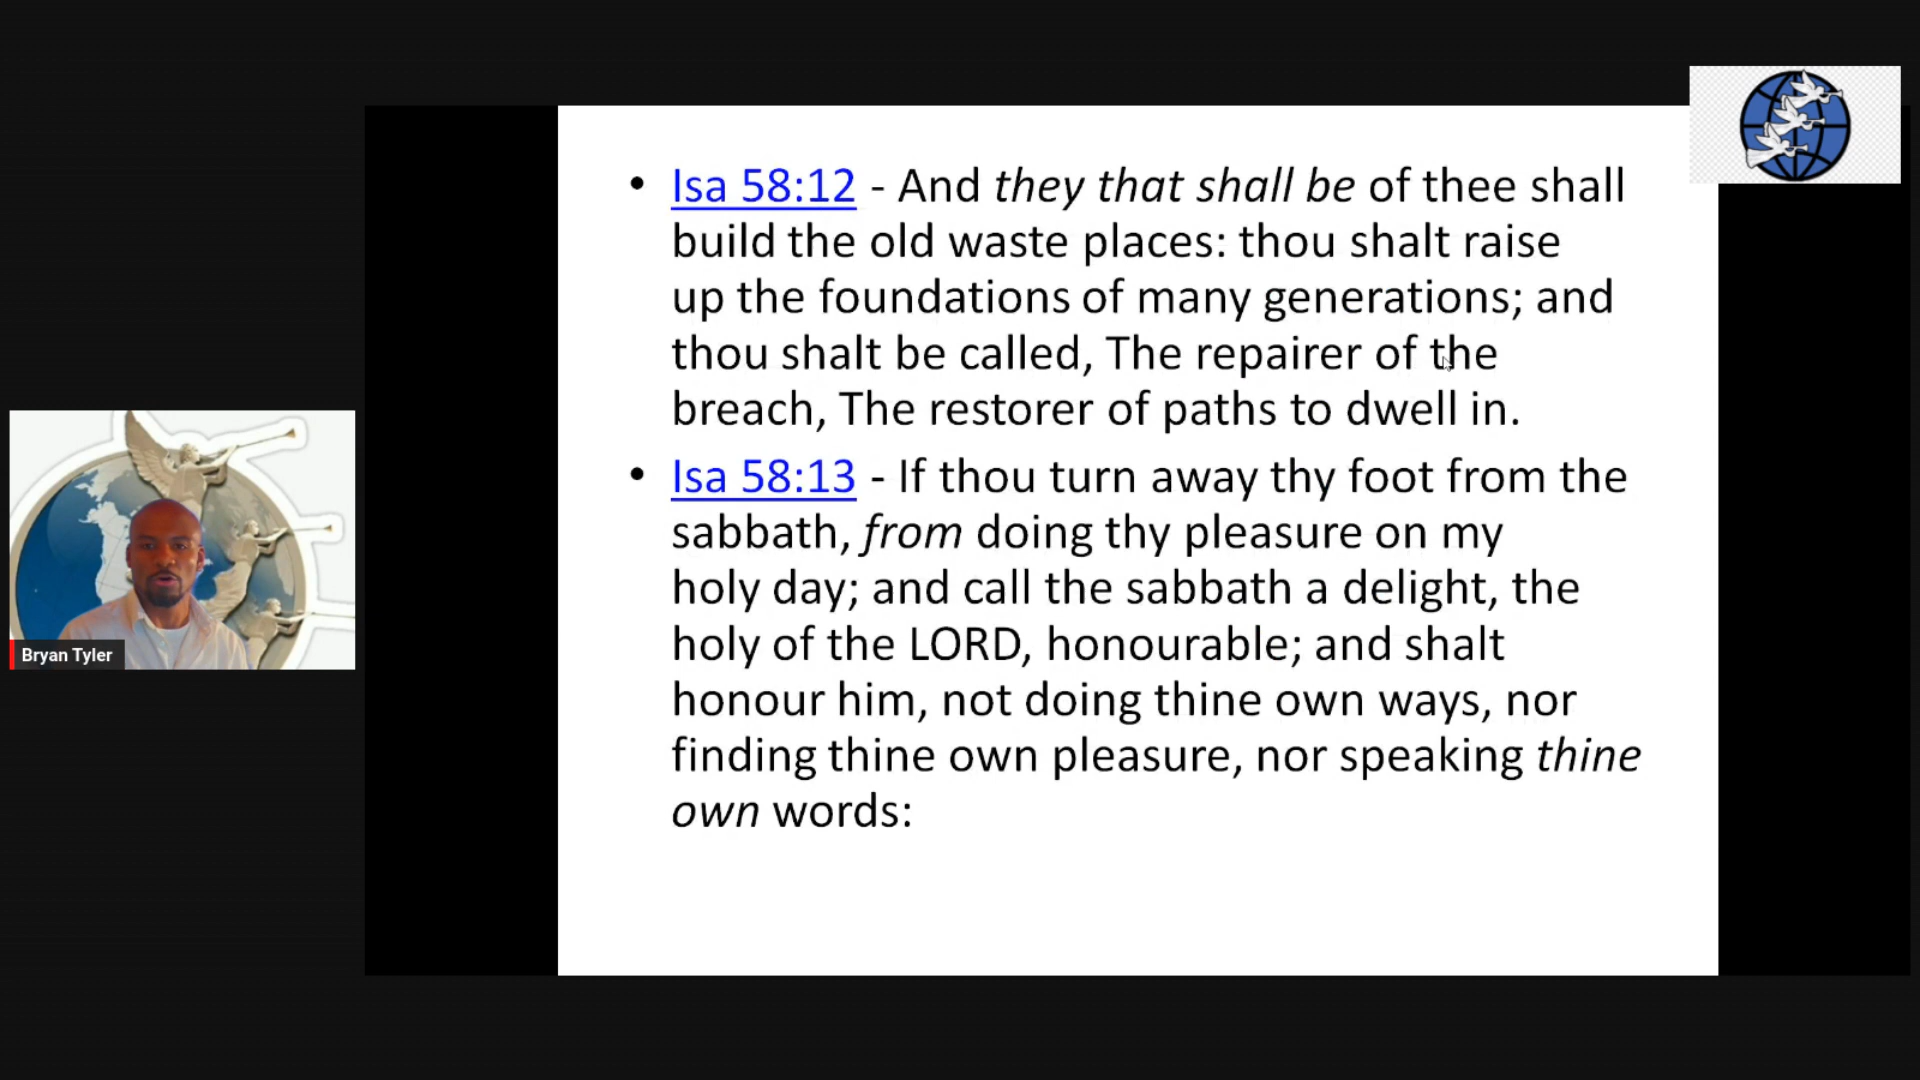 • Isa 58:12 - And they that shall be of thee shall
build the old waste places: thou shalt raise
up the foundations of many generations; and
thou shalt be called, The repairer of the
breach, The restorer of paths to dwell in.
• Isa 58:13 - If thou turn away thy foot from the
sabbath, from doing thy pleasure on my
holy day; and call the sabbath a delight, the
holy of the LORD, honourable; and shalt
honour him, not doing thine own ways, nor
finding thine own pleasure, nor speaking thine
own words:
Bryan Tyler